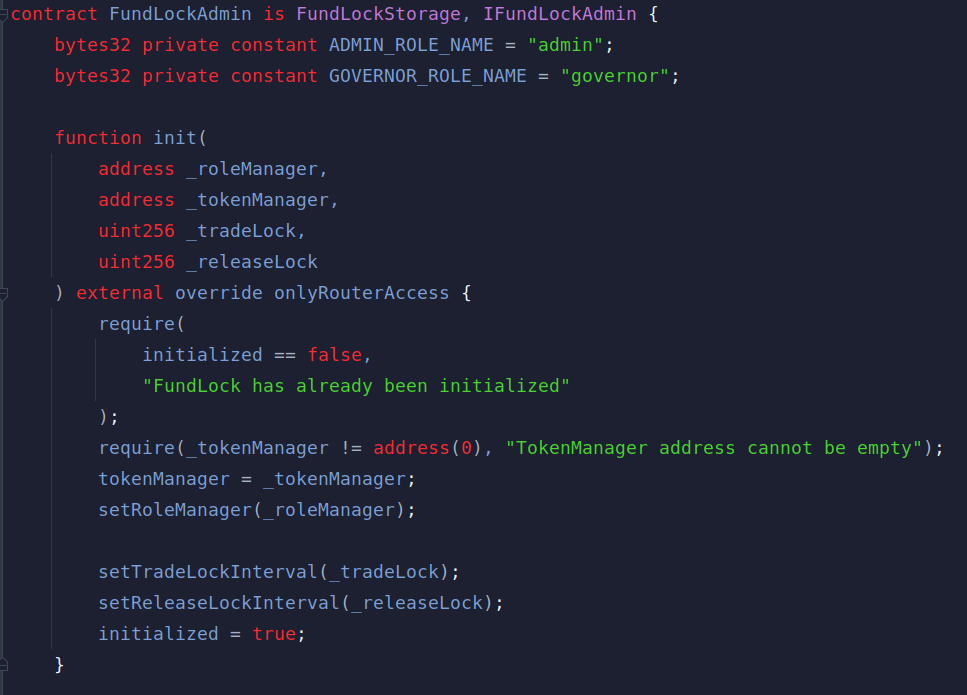 contract FundLockAdmin is FundLockStorage, IFundLockAdmin {
    bytes32 private constant ADMIN_ROLE_NAME = "admin";
    bytes32 private constant GOVERNOR_ROLE_NAME = "governor";

    function init(
        address _roleManager,
        address _tokenManager,
        uint256 _tradeLock,
        uint256 _releaseLock
    ) external override onlyRouterAccess {
        require(
            initialized == false,
            "FundLock has already been initialized"
        );
        require(_tokenManager != address(0), "TokenManager address cannot be empty");
        tokenManager = _tokenManager;
        setRoleManager(_roleManager);

        setTradeLockInterval(_tradeLock);
        setReleaseLockInterval(_releaseLock);
        initialized = true;
    }